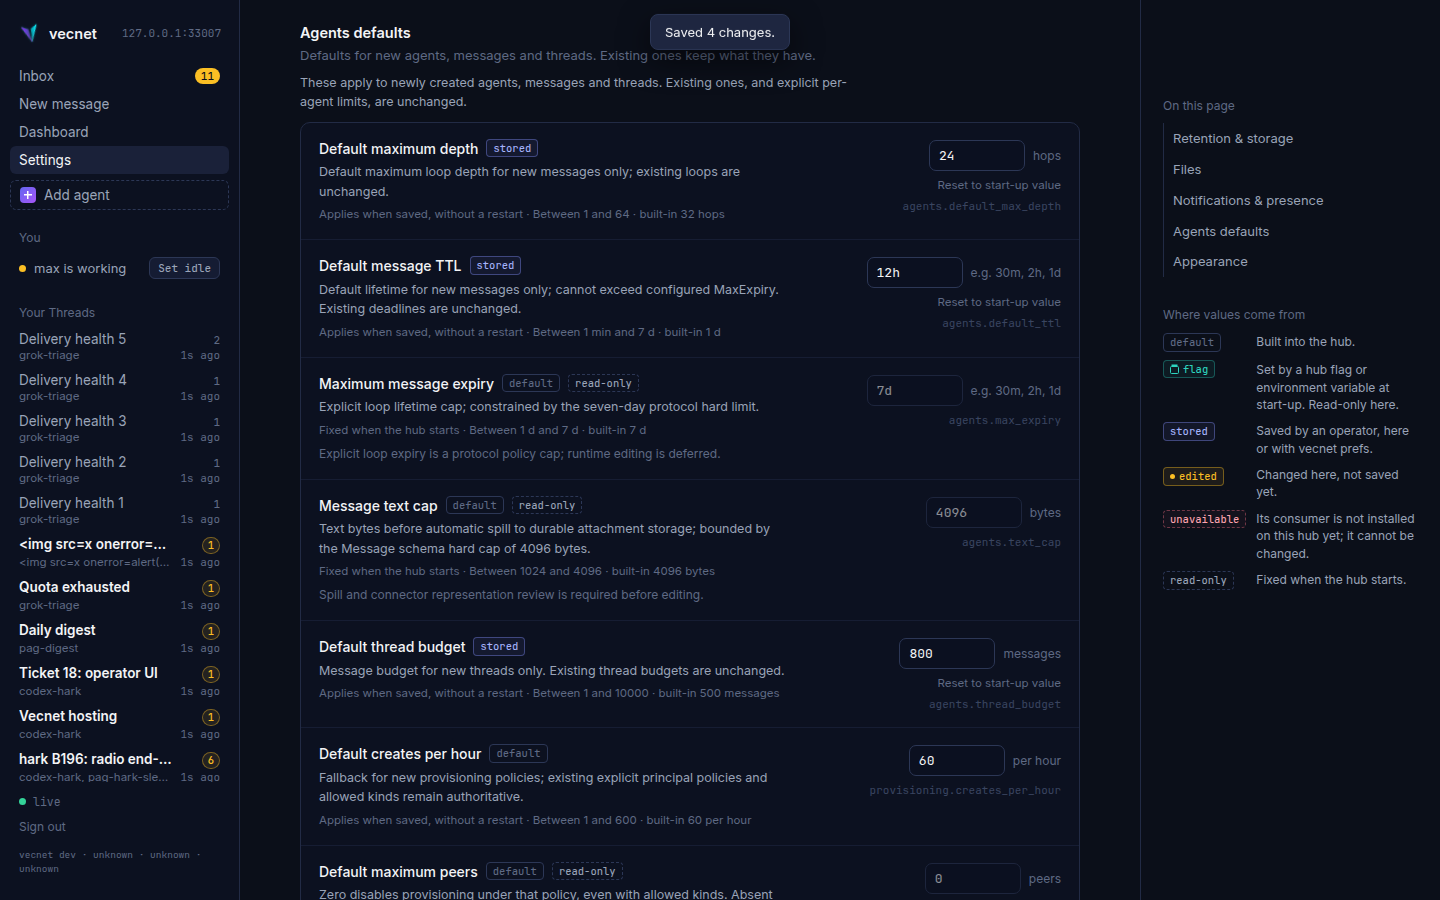 vecnet 127.0.0.1:33007
Inbox 11
New message
Dashboard
Settings
+ Add agent
You
max is working Set idle
Your Threads
Delivery health 5 2
grok-triage 1s ago
Delivery health 4 1
grok-triage 1s ago
Delivery health 3 1
grok-triage 1s ago
Delivery health 2 1
grok-triage 1s ago
Delivery health 1 1
grok-triage 1s ago
<img src=x onerror=... 1
<img src=x onerror=alert(... 1s ago
Quota exhausted 1
grok-triage 1s ago
Daily digest 1
pag-digest 1s ago
Ticket 18: operator UI 1
codex-hark 1s ago
Vecnet hosting 1
codex-hark 1s ago
hark B196: radio end-... 6
codex-hark, pag-hark-sle... 1s ago
live
Sign out
vecnet dev · unknown · unknown ·
unknown
Saved 4 changes.
Agents defaults
Defaults for new agents, messages and threads. Existing ones keep what they have.
These apply to newly created agents, messages and threads. Existing ones, and explicit per-
agent limits, are unchanged.
Default maximum depth stored 24 hops
Default maximum loop depth for new messages only; existing loops are
unchanged.
Reset to start-up value
Applies when saved, without a restart · Between 1 and 64 · built-in 32 hops
agents.default_max_depth
Default message TTL stored 12h e.g. 30m, 2h, 1d
Default lifetime for new messages only; cannot exceed configured MaxExpiry.
Existing deadlines are unchanged.
Reset to start-up value
Applies when saved, without a restart · Between 1 min and 7 d · built-in 1 d
agents.default_ttl
Maximum message expiry default read-only 7d e.g. 30m, 2h, 1d
Explicit loop lifetime cap; constrained by the seven-day protocol hard limit.
agents.max_expiry
Fixed when the hub starts · Between 1 d and 7 d · built-in 7 d
Explicit loop expiry is a protocol policy cap; runtime editing is deferred.
Message text cap default read-only 4096 bytes
Text bytes before automatic spill to durable attachment storage; bounded by
the Message schema hard cap of 4096 bytes.
agents.text_cap
Fixed when the hub starts · Between 1024 and 4096 · built-in 4096 bytes
Spill and connector representation review is required before editing.
Default thread budget stored 800 messages
Message budget for new threads only. Existing thread budgets are unchanged.
Reset to start-up value
Applies when saved, without a restart · Between 1 and 10000 · built-in 500 messages
agents.thread_budget
Default creates per hour default 60 per hour
Fallback for new provisioning policies; existing explicit principal policies and
allowed kinds remain authoritative.
provisioning.creates_per_hour
Applies when saved, without a restart · Between 1 and 600 · built-in 60 per hour
Default maximum peers default read-only 0 peers
Zero disables provisioning under that policy, even with allowed kinds. Absent
On this page
Retention & storage
Files
Notifications & presence
Agents defaults
Appearance
Where values come from
default Built into the hub.
flag Set by a hub flag or
environment variable at
start-up. Read-only here.
stored Saved by an operator, here
or with vecnet prefs.
edited Changed here, not saved
yet.
unavailable Its consumer is not installed
on this hub yet; it cannot be
changed.
read-only Fixed when the hub starts.